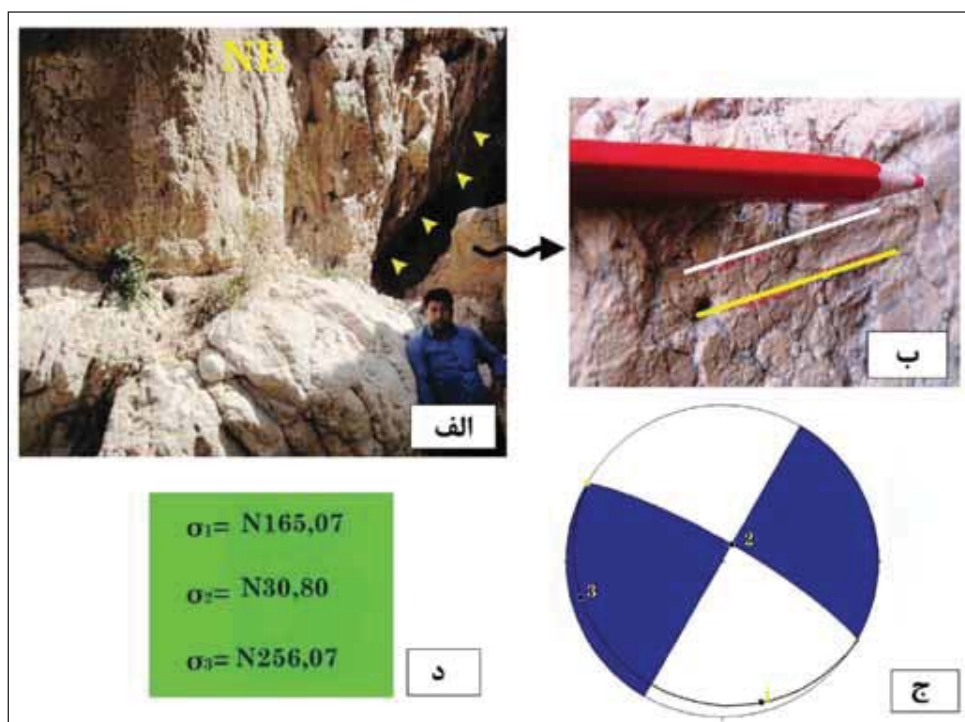 NE
الف
ب
σ₁= N165,07
σ₂= N30,80
σ₃= N256,07
د
2
3
1
ج